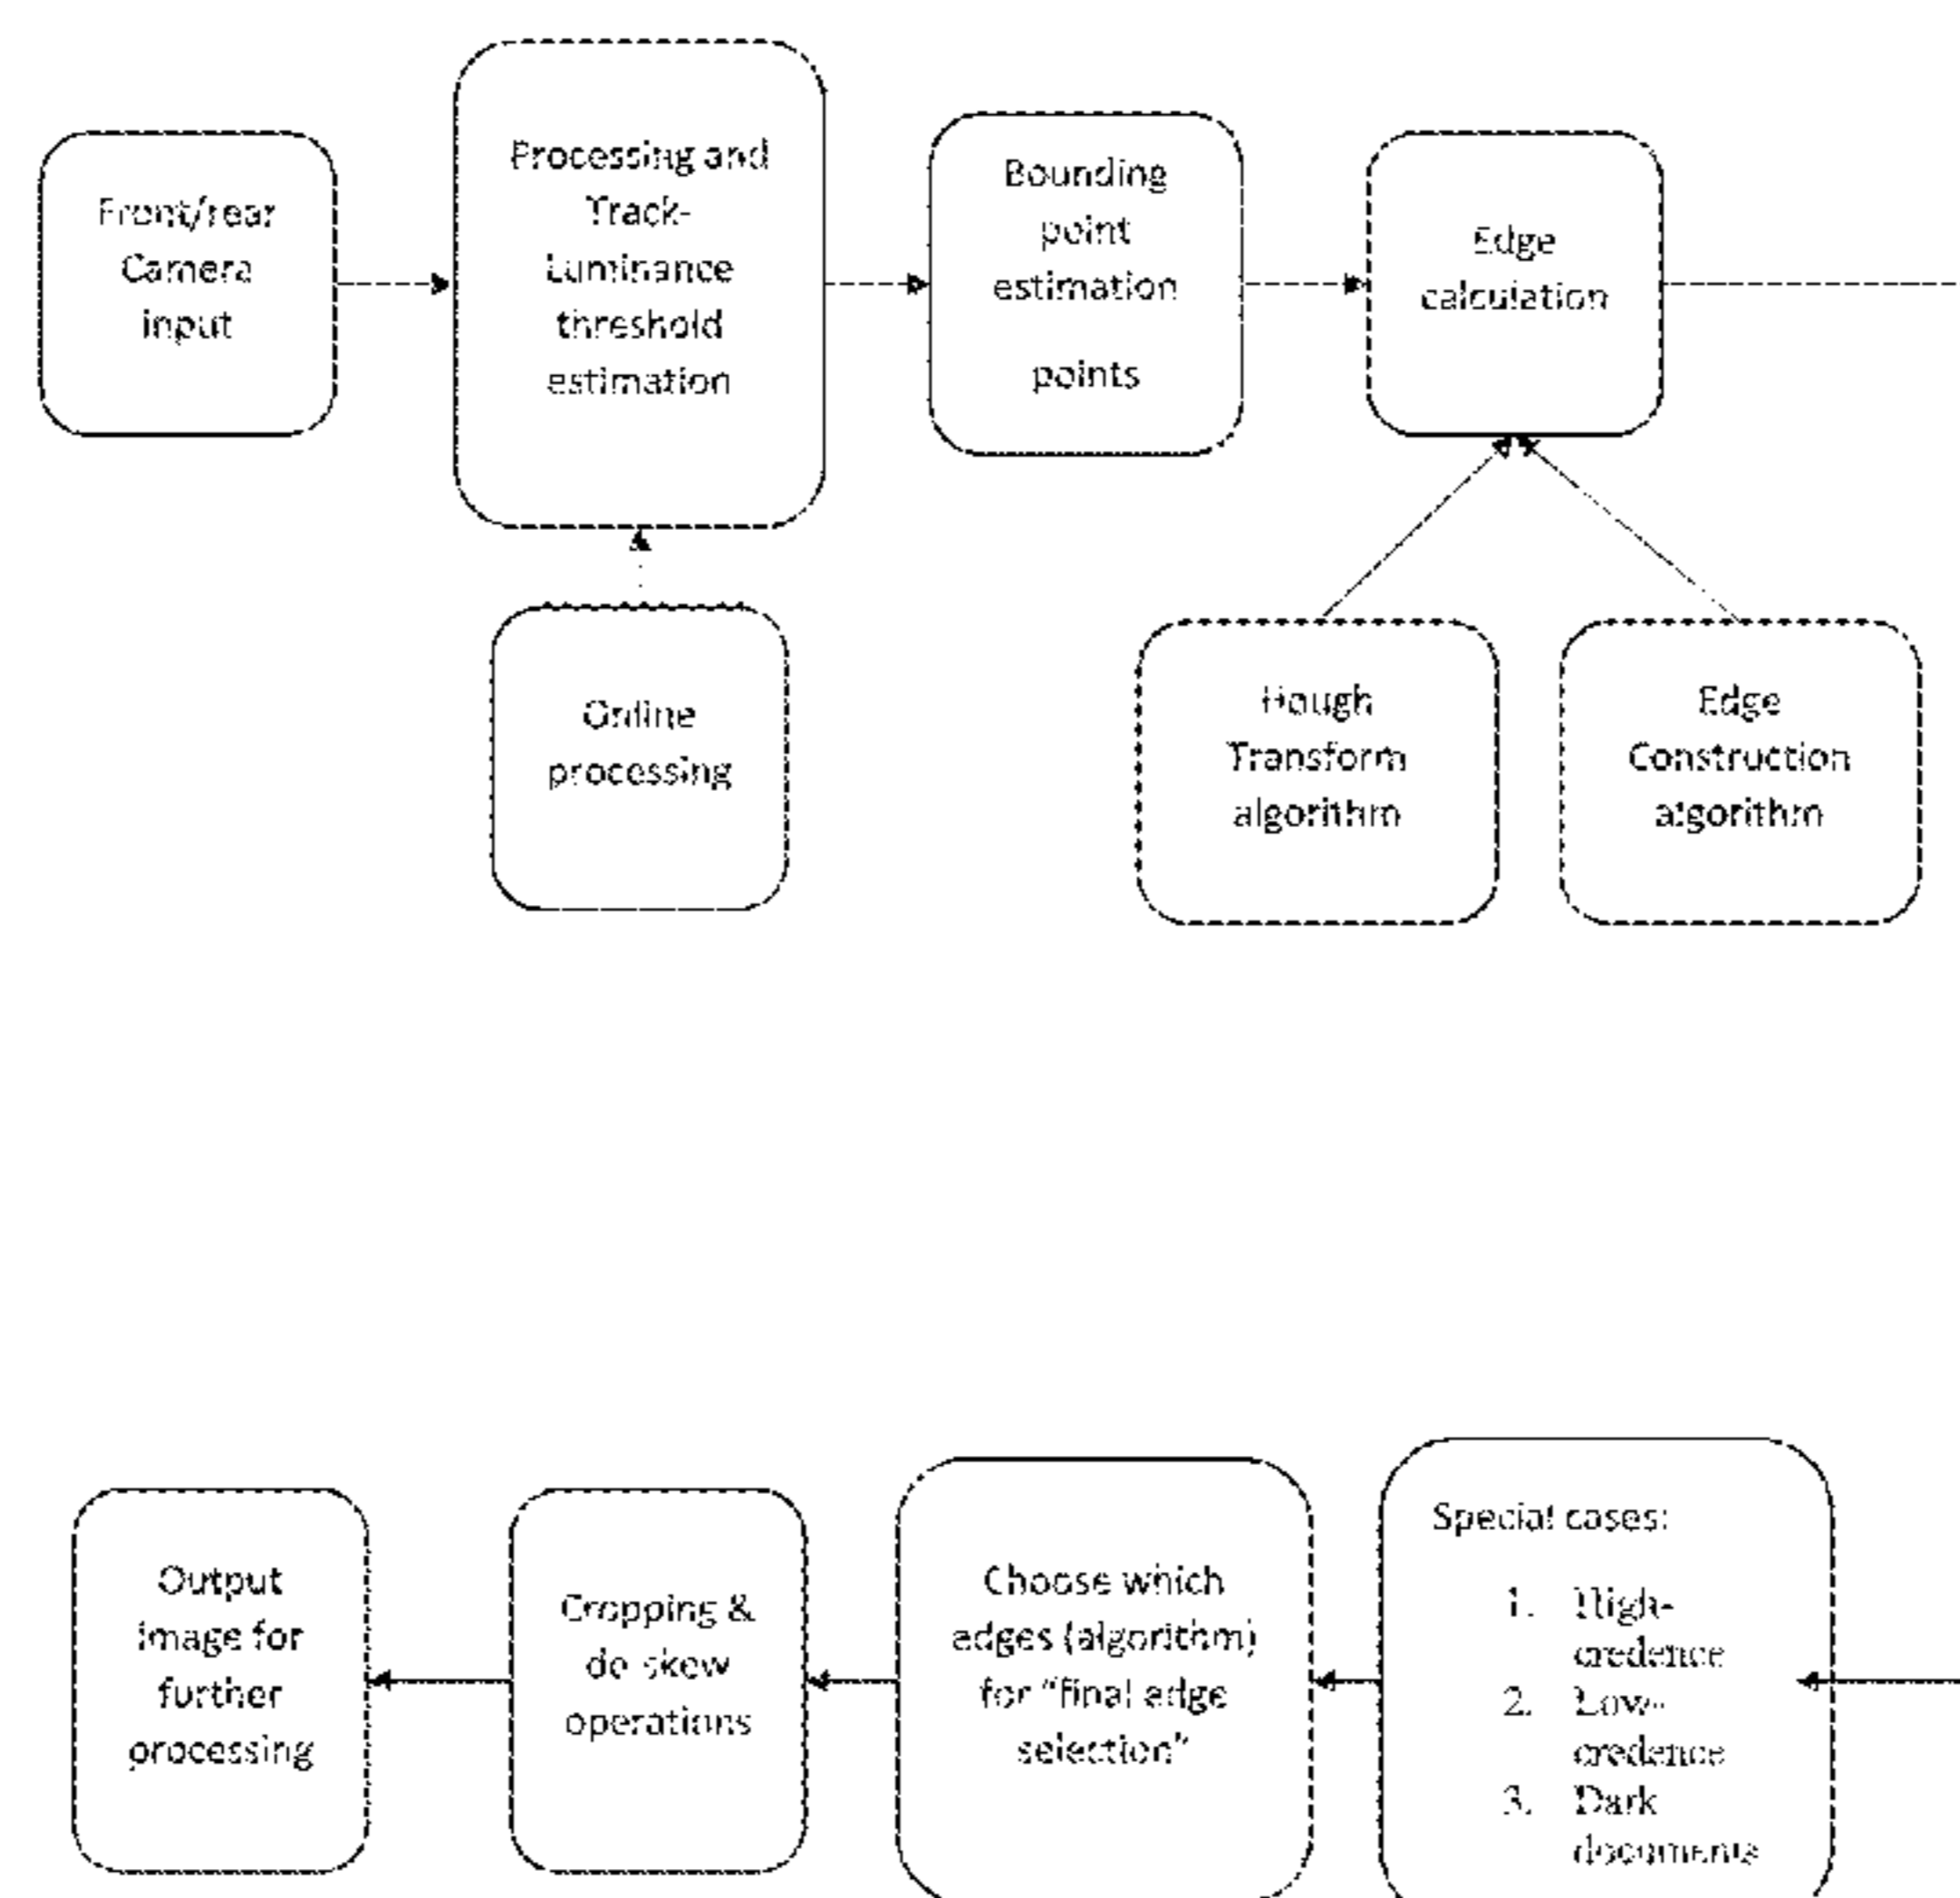 Front/rear
Camera
input
Processing and
Track-
Luminance
threshold
estimation
Bounding
point
estimation
points
Edge
calculation
Online
processing
Hough
Transform
algorithm
Edge
Construction
algorithm
Special cases:
1. High-
credence
2. Low-
credence
3. Dark
documents
Choose which
edges (algorithm)
for "final edge
selection"
Cropping &
de-skew
operations
Output
image for
further
processing